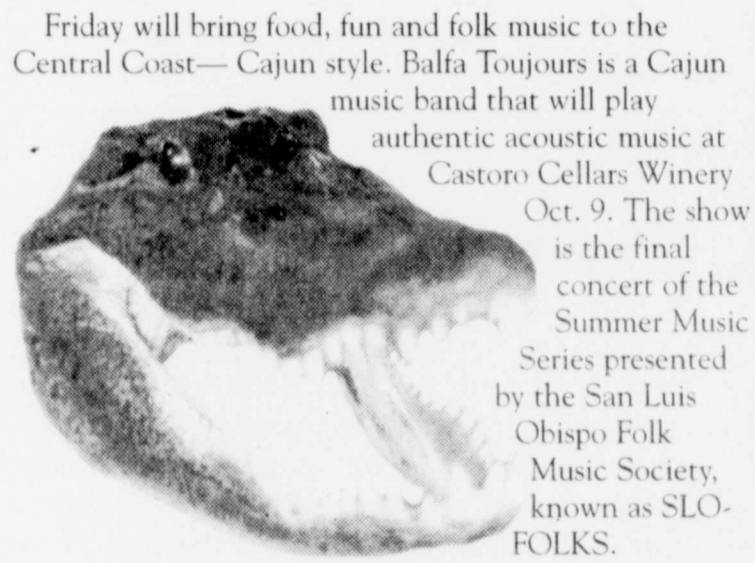 Friday will bring food, fun and folk music to the
Central Coast— Cajun style. Balfa Toujours is a Cajun
music band that will play
authentic acoustic music at
Castoro Cellars Winery
Oct. 9. The show
is the final
concert of the
Summer Music
Series presented
by the San Luis
Obispo Folk
Music Society,
known as SLO-
FOLKS.